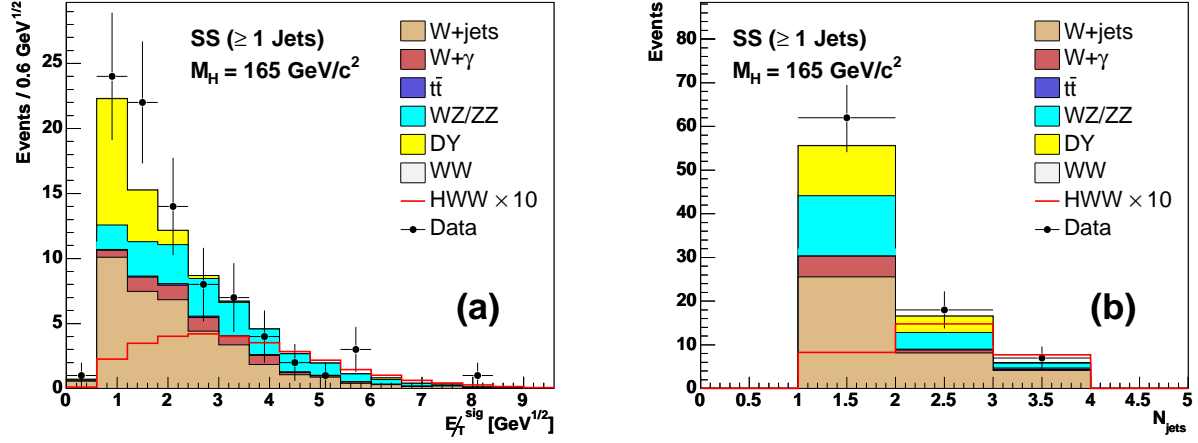 Events / 0.6 GeV^1/2
25
20
15
10
5
0
0 1 2 3 4 5 6 7 8 9
E̸_T^sig [GeV^1/2]
SS (≥ 1 Jets)
M_H = 165 GeV/c^2
W+jets
W+γ
tt̄
WZ/ZZ
DY
WW
HWW × 10
Data
(a)
Events
80
70
60
50
40
30
20
10
0
0 0.5 1 1.5 2 2.5 3 3.5 4 4.5 5
N_jets
SS (≥ 1 Jets)
M_H = 165 GeV/c^2
W+jets
W+γ
tt̄
WZ/ZZ
DY
WW
HWW × 10
Data
(b)